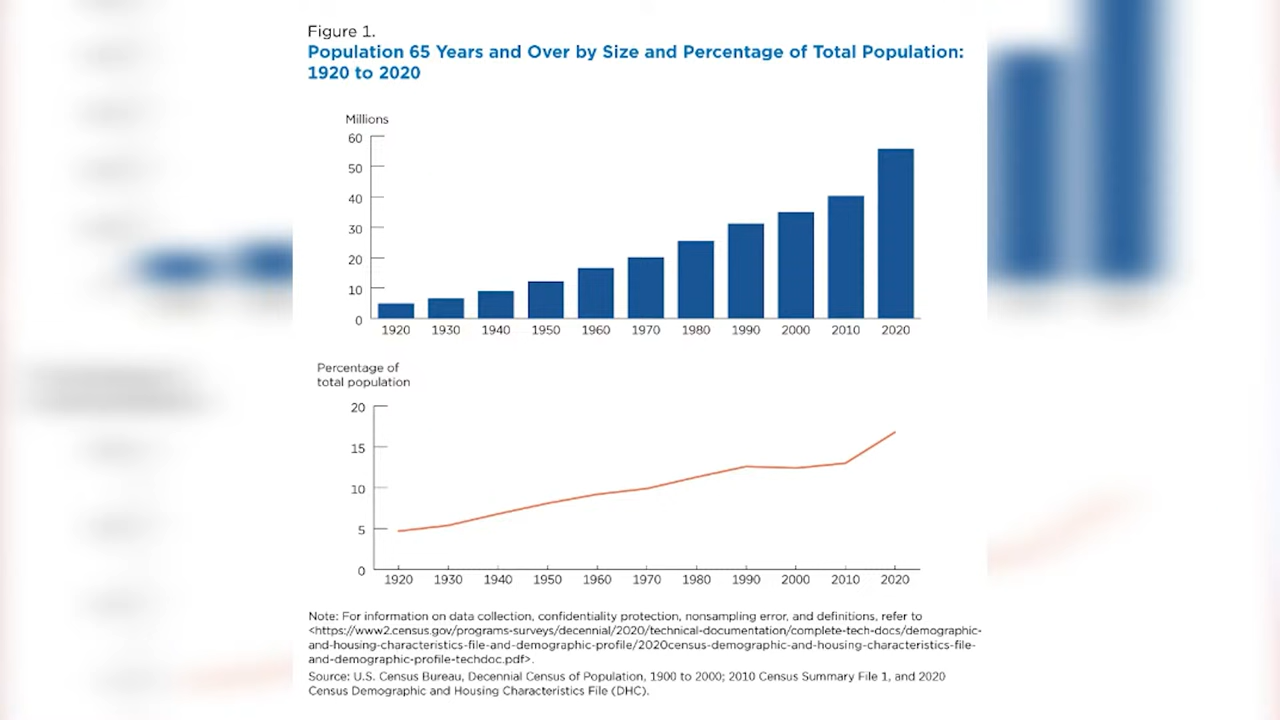 Figure 1.
Population 65 Years and Over by Size and Percentage of Total Population:
1920 to 2020
Millions
60
50
40
30
20
10
0
1920 1930 1940 1950 1960 1970 1980 1990 2000 2010 2020
Percentage of
total population
20
15
10
5
0
1920 1930 1940 1950 1960 1970 1980 1990 2000 2010 2020
Note: For information on data collection, confidentiality protection, nonsampling error, and definitions, refer to
<https://www2.census.gov/programs-surveys/decennial/2020/technical-documentation/complete-tech-docs/demographic-
and-housing-characteristics-file-and-demographic-profile/2020census-demographic-and-housing-characteristics-file-
and-demographic-profile-techdoc.pdf>.
Source: U.S. Census Bureau, Decennial Census of Population, 1900 to 2000; 2010 Census Summary File 1, and 2020
Census Demographic and Housing Characteristics File (DHC).